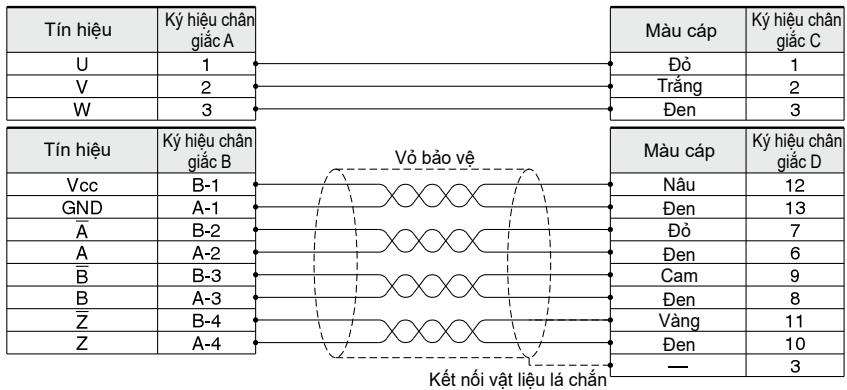 Tín hiệu Ký hiệu chân giắc A Màu cáp Ký hiệu chân giắc C
U 1 Đỏ 1
V 2 Trắng 2
W 3 Đen 3
Tín hiệu Ký hiệu chân giắc B Vỏ bảo vệ Màu cáp Ký hiệu chân giắc D
Vcc B-1 Nâu 12
GND A-1 Đen 13
A̅ B-2 Đỏ 7
A A-2 Đen 6
B̅ B-3 Cam 9
B A-3 Đen 8
Z̅ B-4 Vàng 11
Z A-4 Đen 10
— 3
Kết nối vật liệu lá chắn